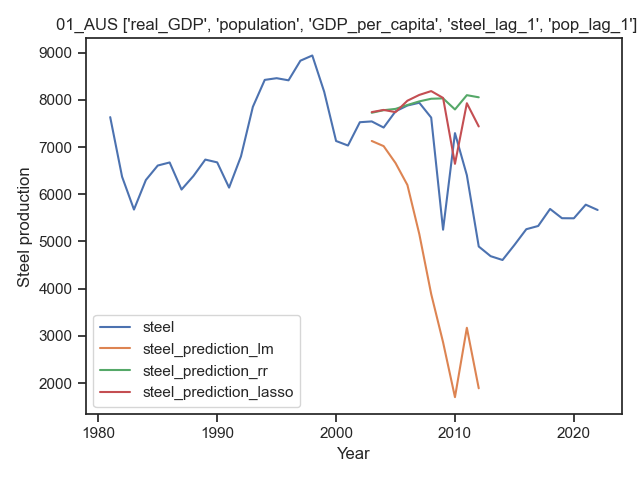 01_AUS ['real_GDP', 'population', 'GDP_per_capita', 'steel_lag_1', 'pop_lag_1']
9000
8000
7000
6000
5000
4000
3000
2000
Steel production
steel
steel_prediction_lm
steel_prediction_rr
steel_prediction_lasso
1980
1990
2000
2010
2020
Year